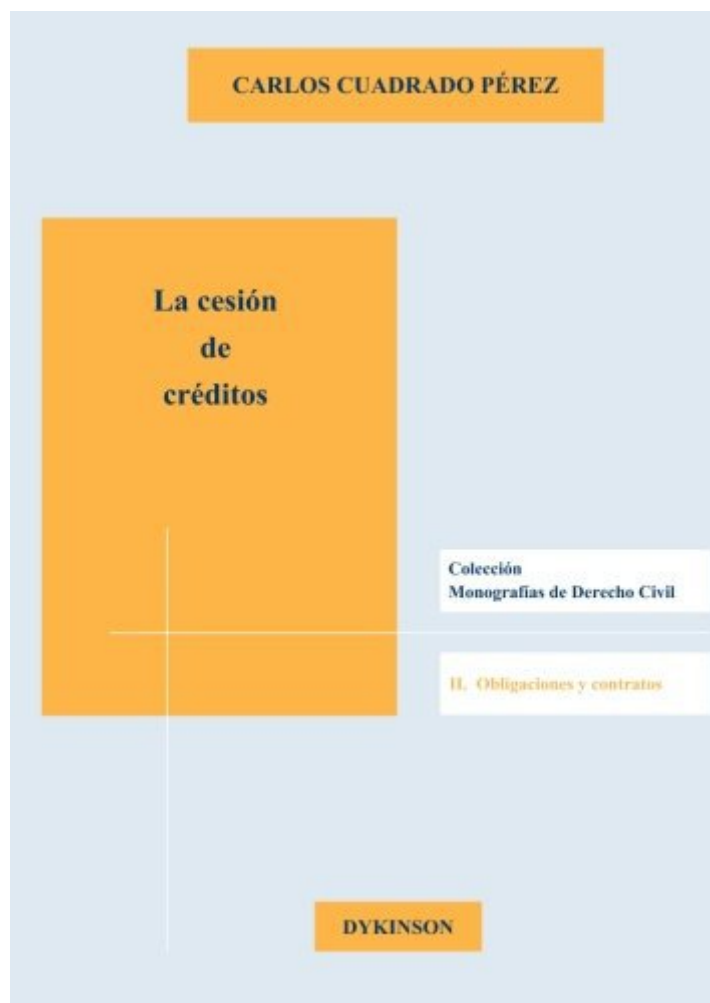 CARLOS CUADRADO PÉREZ
La cesión
de
créditos
Colección
Monografías de Derecho Civil
II. Obligaciones y contratos
DYKINSON